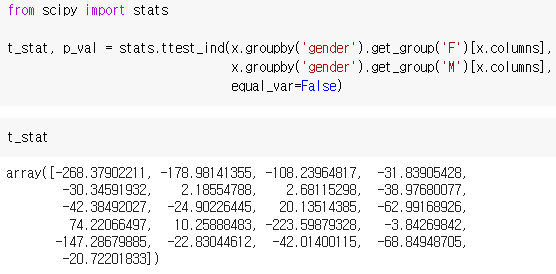 from scipy import stats
t_stat, p_val = stats.ttest_ind(x.groupby('gender').get_group('F')[x.columns],
x.groupby('gender').get_group('M')[x.columns],
equal_var=False)
t_stat
array([-268.37902211, -178.98141355, -108.23964817, -31.83905428,
-30.34591932, 2.18554788, 2.68115298, -38.97680077,
-42.38492027, -24.90226445, 20.13514385, -62.99168926,
74.22066497, 10.25888483, -223.59879328, -3.84269842,
-147.28679885, -22.83044612, -42.01400115, -68.84948705,
-20.72201833])